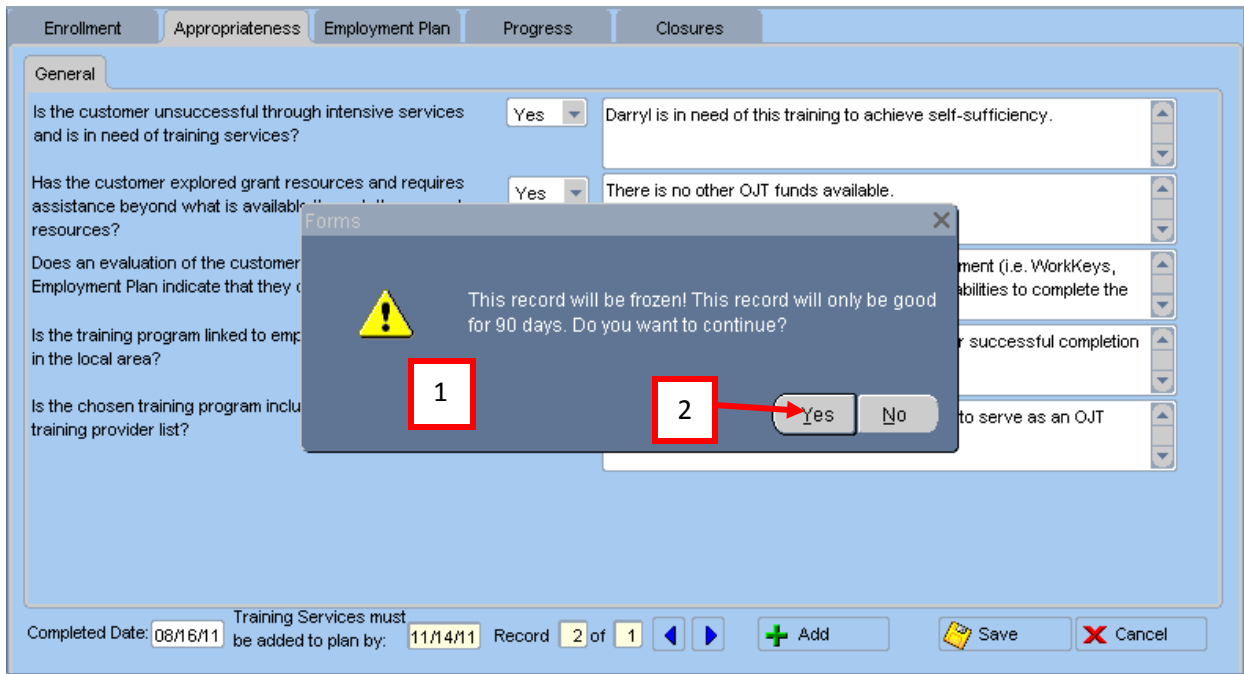 Enrollment Appropriateness Employment Plan Progress Closures
General
Is the customer unsuccessful through intensive services
and is in need of training services?
Yes
Darryl is in need of this training to achieve self-sufficiency.
Has the customer explored grant resources and requires
assistance beyond what is available
resources?
Yes
There is no other OJT funds available.
Forms
This record will be frozen! This record will only be good
for 90 days. Do you want to continue?
1
2
Yes No
Does an evaluation of the customer
Employment Plan indicate that they
ment (i.e. WorkKeys,
abilities to complete the
Is the training program linked to emp
in the local area?
r successful completion
Is the chosen training program inclu
training provider list?
to serve as an OJT
Completed Date: 08/16/11 Training Services must
be added to plan by: 11/14/11 Record 2 of 1 Add Save Cancel